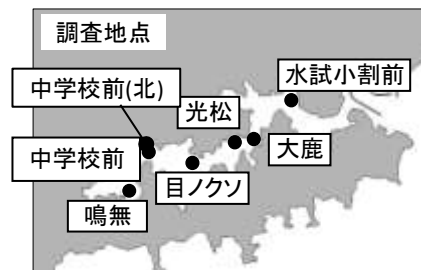 調査地点
水試小割前
中学校前(北)
光松
中学校前
大鹿
目ノクソ
鳴無